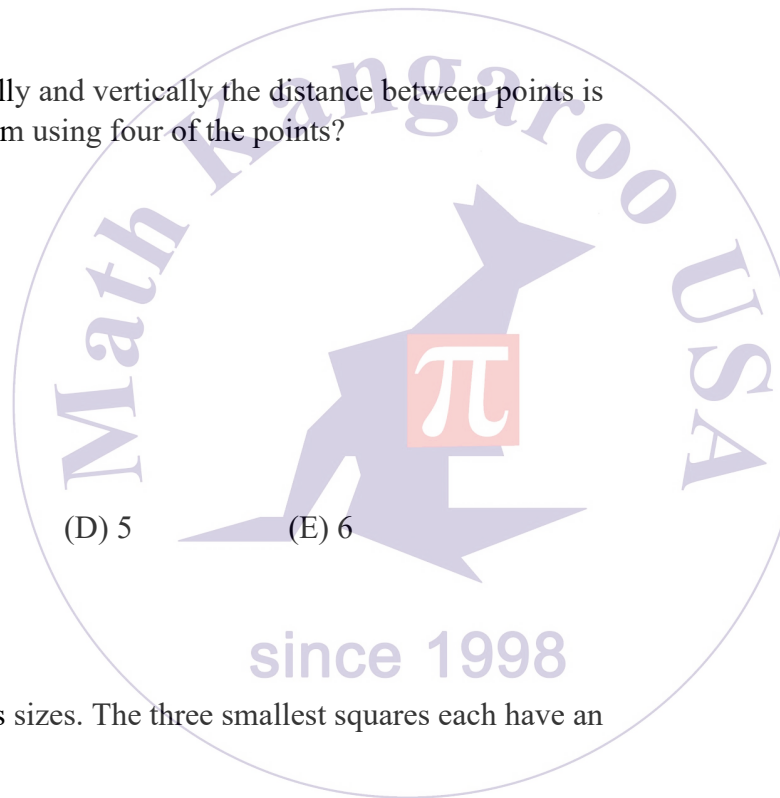 lly and vertically the distance between points is
m using four of the points?
Math Kangaroo USA
π
(D) 5 (E) 6
since 1998
s sizes. The three smallest squares each have an